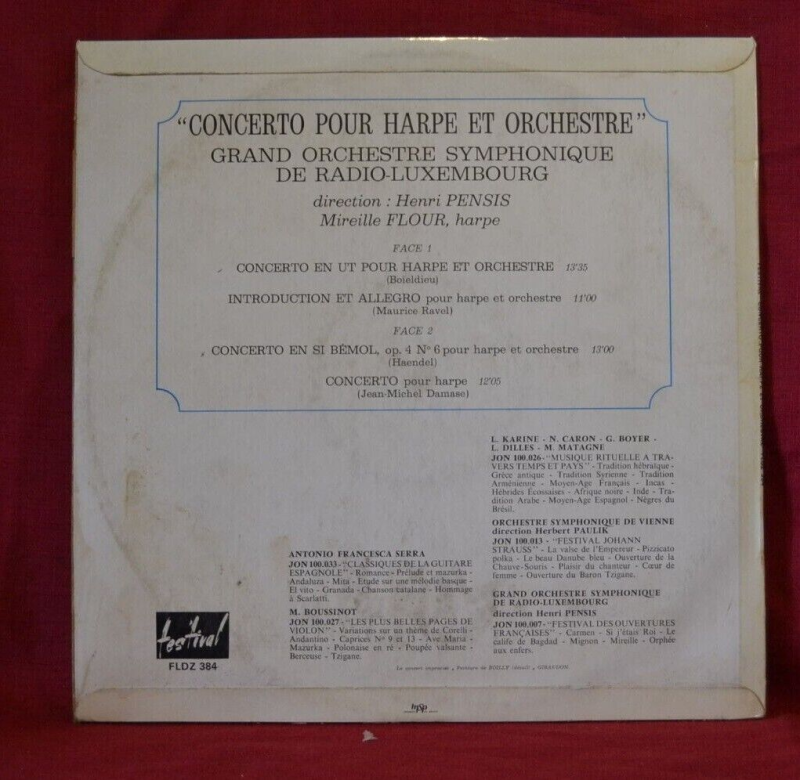 "CONCERTO POUR HARPE ET ORCHESTRE"
GRAND ORCHESTRE SYMPHONIQUE
DE RADIO-LUXEMBOURG
direction : Henri PENSIS
Mireille FLOUR, harpe
FACE 1
CONCERTO EN UT POUR HARPE ET ORCHESTRE 13'35
(Boïeldieu)
INTRODUCTION ET ALLEGRO pour harpe et orchestre 11'00
(Maurice Ravel)
FACE 2
CONCERTO EN SI BÉMOL, op. 4 N° 6 pour harpe et orchestre 13'00
(Haendel)
CONCERTO pour harpe 12'05
(Jean-Michel Damase)
ANTONIO FRANCESCA SERRA
JON 100.033-"CLASSIQUES DE LA GUITARE
ESPAGNOLE" - Romance - Prélude et mazurka -
Andaluza - Mita - Etude sur une mélodie basque -
El vito - Granada - Chanson catalane - Hommage
à Scarlatti.
M. BOUSSINOT
JON 100.027-"LES PLUS BELLES PAGES DE
VIOLON" - Variations sur un thème de Corelli -
Andantino - Caprices N° 9 et 13 - Ave Maria -
Mazurka - Polonaise en ré - Poupée valsante -
Berceuse - Tzigane.
L. KARINE - N. CARON - G. BOYER -
L. DILLES - M. MATAGNE
JON 100.026-"MUSIQUE RITUELLE A TRA-
VERS TEMPS ET PAYS" - Tradition hébraïque -
Grèce antique - Tradition Syrienne - Tradition
Arménienne - Moyen-Age Français - Incas -
Hébrides Ecossaises - Afrique noire - Inde - Tra-
dition Arabe - Moyen-Age Espagnol - Nègres du
Brésil.
ORCHESTRE SYMPHONIQUE DE VIENNE
direction Herbert PAULIK
JON 100.013 - "FESTIVAL JOHANN
STRAUSS" - La valse de l'Empereur - Pizzicato
polka - Le beau Danube bleu - Ouverture de la
Chauve-Souris - Plaisir du chanteur - Cœur de
femme - Ouverture du Baron Tzigane.
GRAND ORCHESTRE SYMPHONIQUE
DE RADIO-LUXEMBOURG
direction Henri PENSIS
JON 100.007-"FESTIVAL DES OUVERTURES
FRANÇAISES" - Carmen - Si j'étais Roi - Le
calife de Bagdad - Mignon - Mireille - Orphée
aux enfers.
festival
FLDZ 384
Le concert impromptu , Peinture de BOILLY GIRAUDON